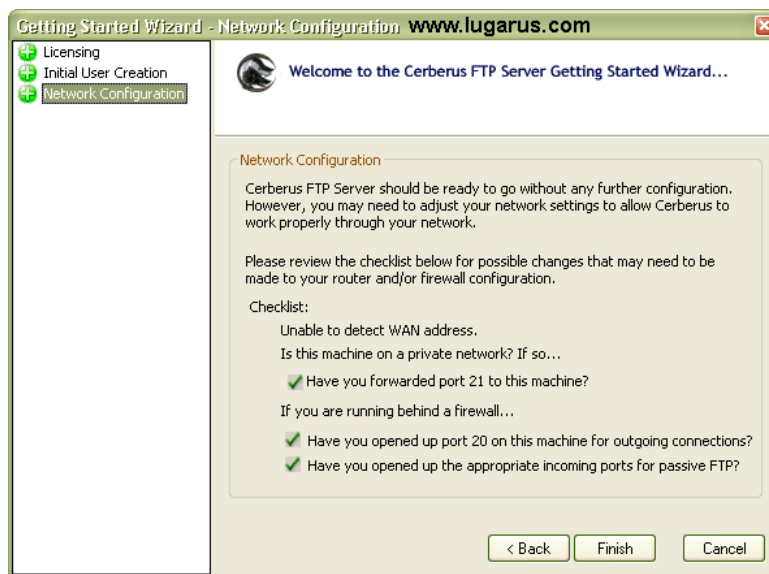 Getting Started Wizard - Network Configuration www.lugarus.com
Licensing
Initial User Creation
Network Configuration
Welcome to the Cerberus FTP Server Getting Started Wizard...
Network Configuration
Cerberus FTP Server should be ready to go without any further configuration.
However, you may need to adjust your network settings to allow Cerberus to
work properly through your network.
Please review the checklist below for possible changes that may need to be
made to your router and/or firewall configuration.
Checklist:
Unable to detect WAN address.
Is this machine on a private network? If so...
Have you forwarded port 21 to this machine?
If you are running behind a firewall...
Have you opened up port 20 on this machine for outgoing connections?
Have you opened up the appropriate incoming ports for passive FTP?
< Back
Finish
Cancel